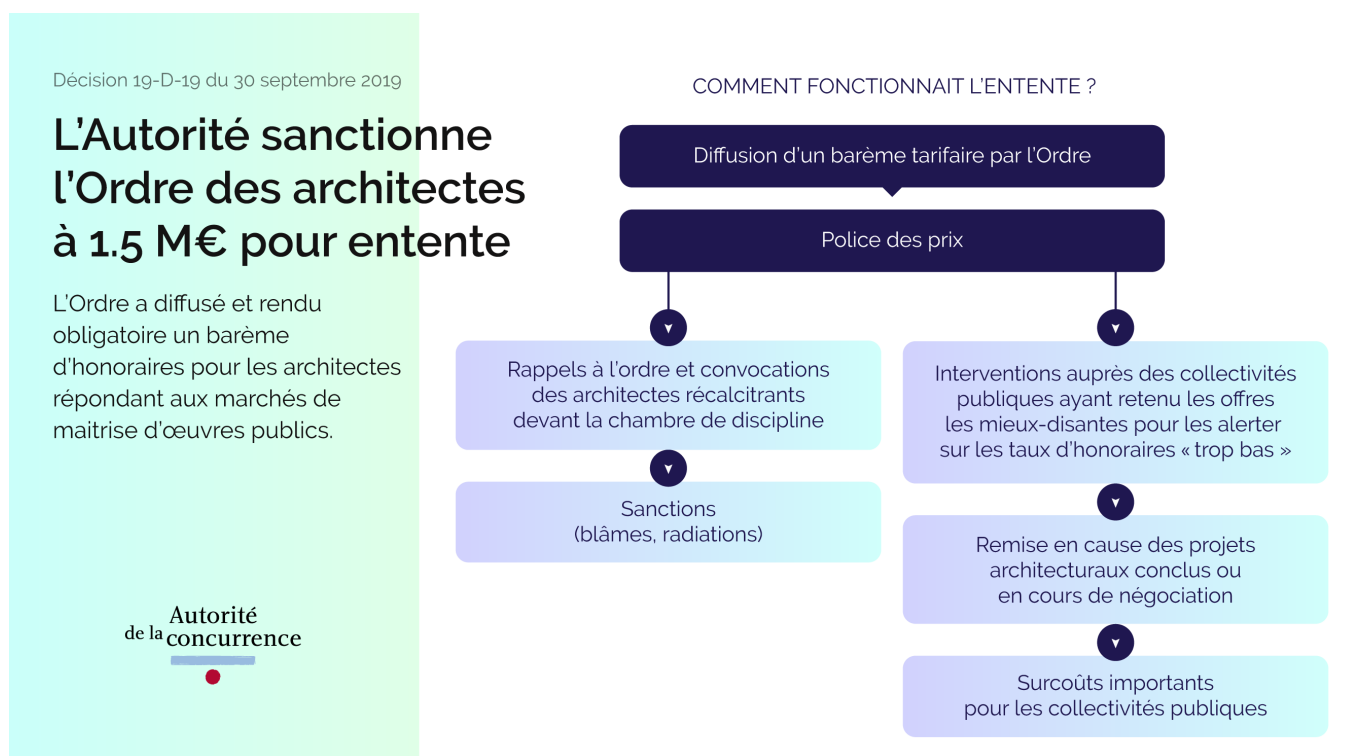 Décision 19-D-19 du 30 septembre 2019
L’Autorité sanctionne
l’Ordre des architectes
à 1.5 M€ pour entente
L’Ordre a diffusé et rendu
obligatoire un barème
d’honoraires pour les architectes
répondant aux marchés de
maitrise d’œuvres publics.
Autorité
de la concurrence
COMMENT FONCTIONNAIT L’ENTENTE ?
Diffusion d’un barème tarifaire par l’Ordre
Police des prix
Rappels à l’ordre et convocations
des architectes récalcitrants
devant la chambre de discipline
Sanctions
(blâmes, radiations)
Interventions auprès des collectivités
publiques ayant retenu les offres
les mieux-disantes pour les alerter
sur les taux d’honoraires « trop bas »
Remise en cause des projets
architecturaux conclus ou
en cours de négociation
Surcoûts importants
pour les collectivités publiques